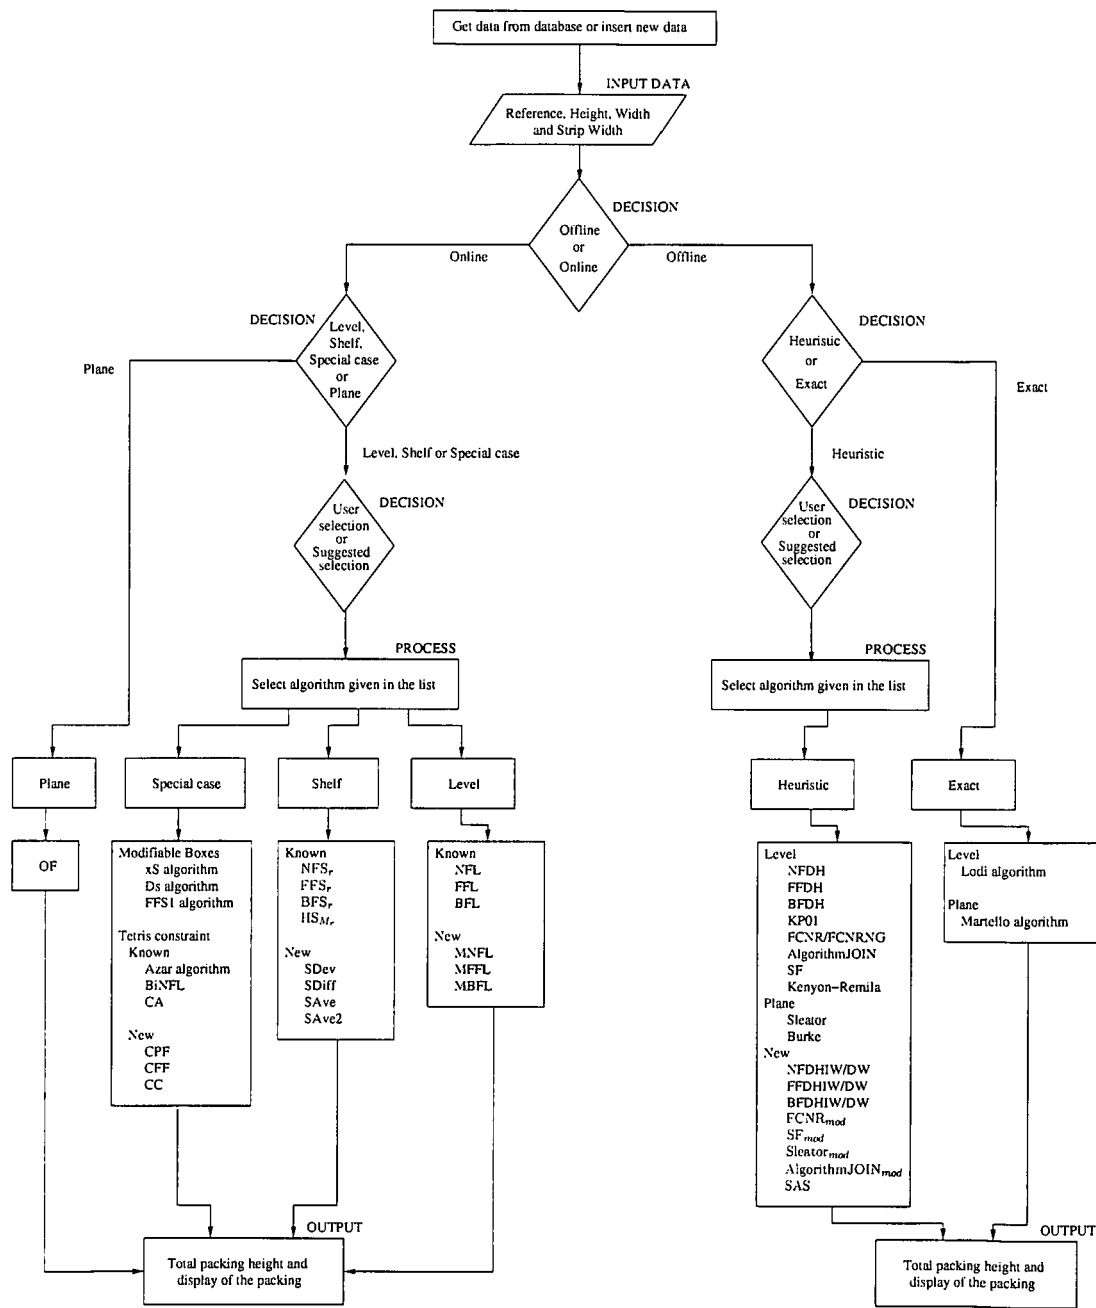 Get data from database or insert new data
INPUT DATA
Reference, Height, Width
and Strip Width
DECISION
Offline
or
Online
Online
Offline
DECISION
Level,
Shelf,
Special case
or
Plane
Plane
Level, Shelf or Special case
DECISION
User
selection
or
Suggested
selection
PROCESS
Select algorithm given in the list
Plane
Special case
Shelf
Level
OF
Modifiable Boxes
xS algorithm
Ds algorithm
FFS1 algorithm
Tetris constraint
Known
Azar algorithm
BiNFL
CA
New
CPF
CFF
CC
Known
NFSr
FFSr
BFSr
HSMr
New
SDev
SDiff
SAve
SAve2
Known
NFL
FFL
BFL
New
MNFL
MFFL
MBFL
OUTPUT
Total packing height and
display of the packing
DECISION
Heuristic
or
Exact
Exact
Heuristic
DECISION
User
selection
or
Suggested
selection
PROCESS
Select algorithm given in the list
Heuristic
Exact
Level
NFDH
FFDH
BFDH
KP01
FCNR/FCNRNG
AlgorithmJOIN
SF
Kenyon-Remila
Plane
Sleator
Burke
New
NFDHIW/DW
FFDHIW/DW
BFDHIW/DW
FCNRmod
SFmod
Sleatormod
AlgorithmJOINmod
SAS
Level
Lodi algorithm
Plane
Martello algorithm
OUTPUT
Total packing height and
display of the packing